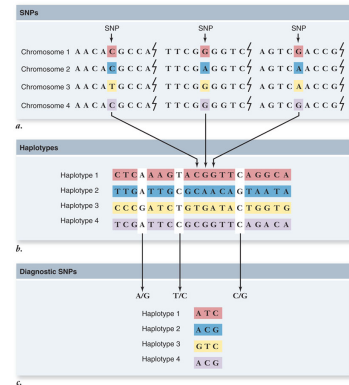 SNPs
SNP SNP SNP
Chromosome 1 A A C A C G C C A T T C G G G G T C A G T C G A C C G
Chromosome 2 A A C A C G C C A T T C G A G G T C A G T C A A C C G
Chromosome 3 A A C A T G C C A T T C G G G G T C A G T C A A C C G
Chromosome 4 A A C A C G C C A T T C G G G G T C A G T C G A C C G
a.
Haplotypes
Haplotype 1 C T C A A A G T A C G G T T C A G G C A
Haplotype 2 T T G A T T G C G C A A C A G T A A T A
Haplotype 3 C C C G A T C T G T G A T A C T G G T G
Haplotype 4 T C G A T T C C G C G G T T C A G A C A
b.
Diagnostic SNPs
A/G T/C C/G
Haplotype 1 A T C
Haplotype 2 A C G
Haplotype 3 G T C
Haplotype 4 A C C
c.